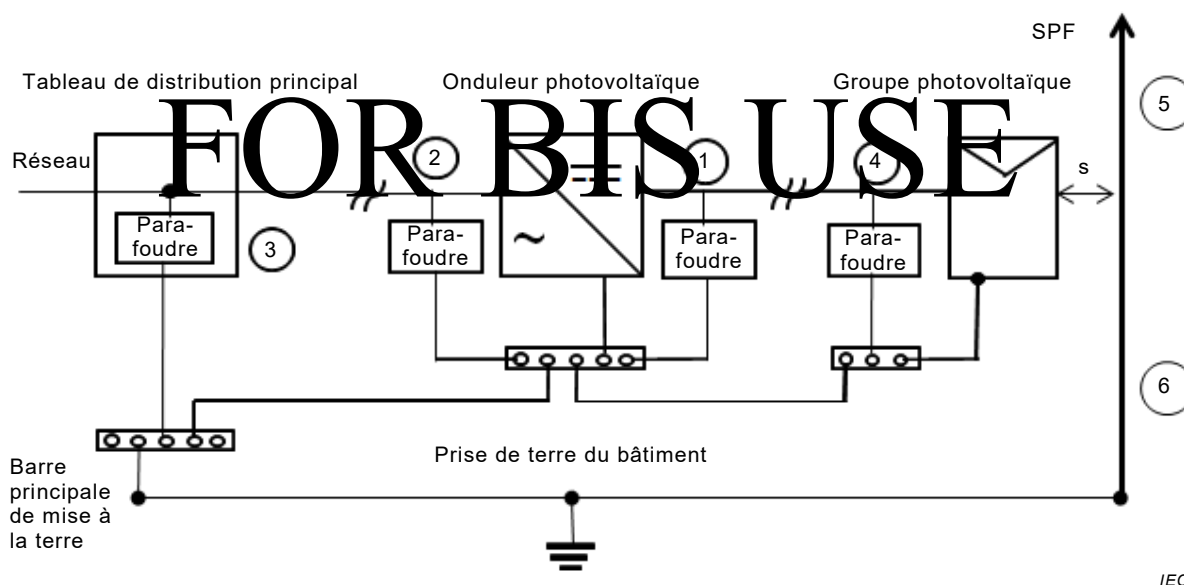 SPF
Tableau de distribution principal
Onduleur photovoltaïque
Groupe photovoltaïque
5
FOR BIS USE
Réseau
2
1
4
s
Para-
foudre
3
Para-
foudre
Para-
foudre
Para-
foudre
~
6
Prise de terre du bâtiment
Barre
principale
de mise à
la terre
IEC